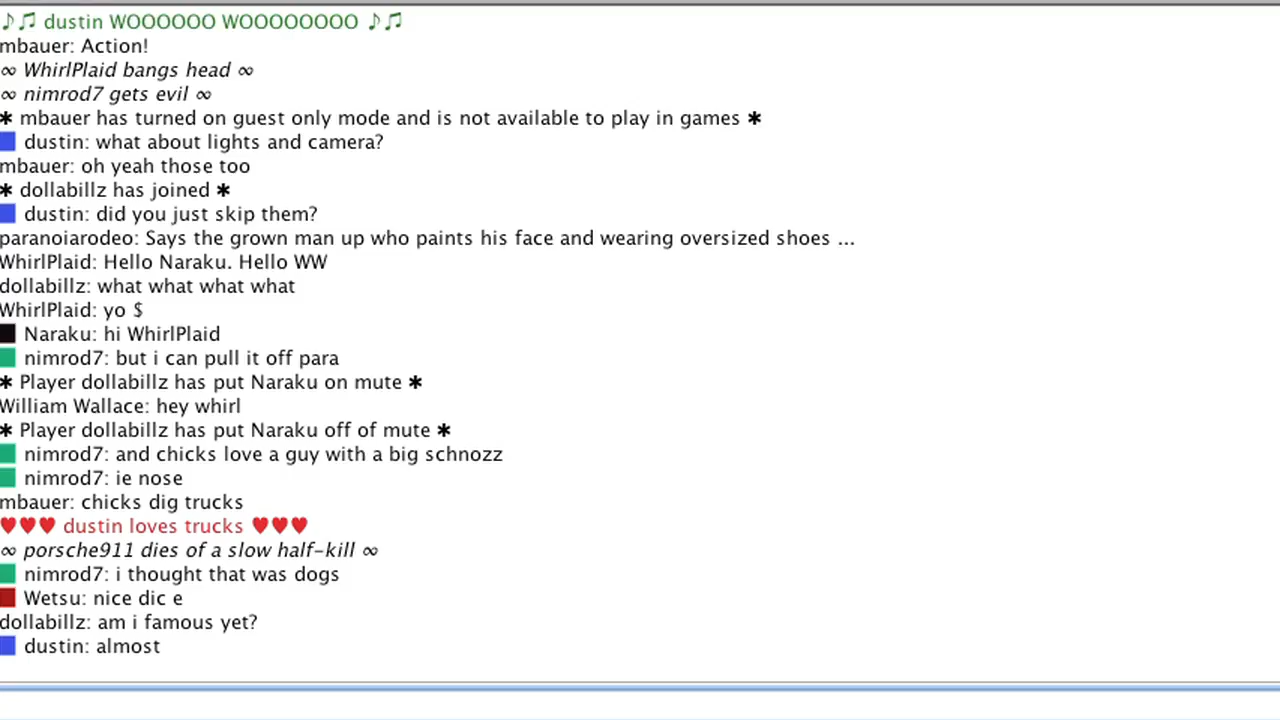 ♪♫ dustin WOOOOOO WOOOOOOOO ♪♫
mbauer: Action!
∞ WhirlPlaid bangs head ∞
∞ nimrod7 gets evil ∞
✱ mbauer has turned on guest only mode and is not available to play in games ✱
dustin: what about lights and camera?
mbauer: oh yeah those too
✱ dollabillz has joined ✱
dustin: did you just skip them?
paranoiarodeo: Says the grown man up who paints his face and wearing oversized shoes ...
WhirlPlaid: Hello Naraku. Hello WW
dollabillz: what what what what
WhirlPlaid: yo $
Naraku: hi WhirlPlaid
nimrod7: but i can pull it off para
✱ Player dollabillz has put Naraku on mute ✱
William Wallace: hey whirl
✱ Player dollabillz has put Naraku off of mute ✱
nimrod7: and chicks love a guy with a big schnozz
nimrod7: ie nose
mbauer: chicks dig trucks
♥♥♥ dustin loves trucks ♥♥♥
∞ porsche911 dies of a slow half-kill ∞
nimrod7: i thought that was dogs
Wetsu: nice dic e
dollabillz: am i famous yet?
dustin: almost